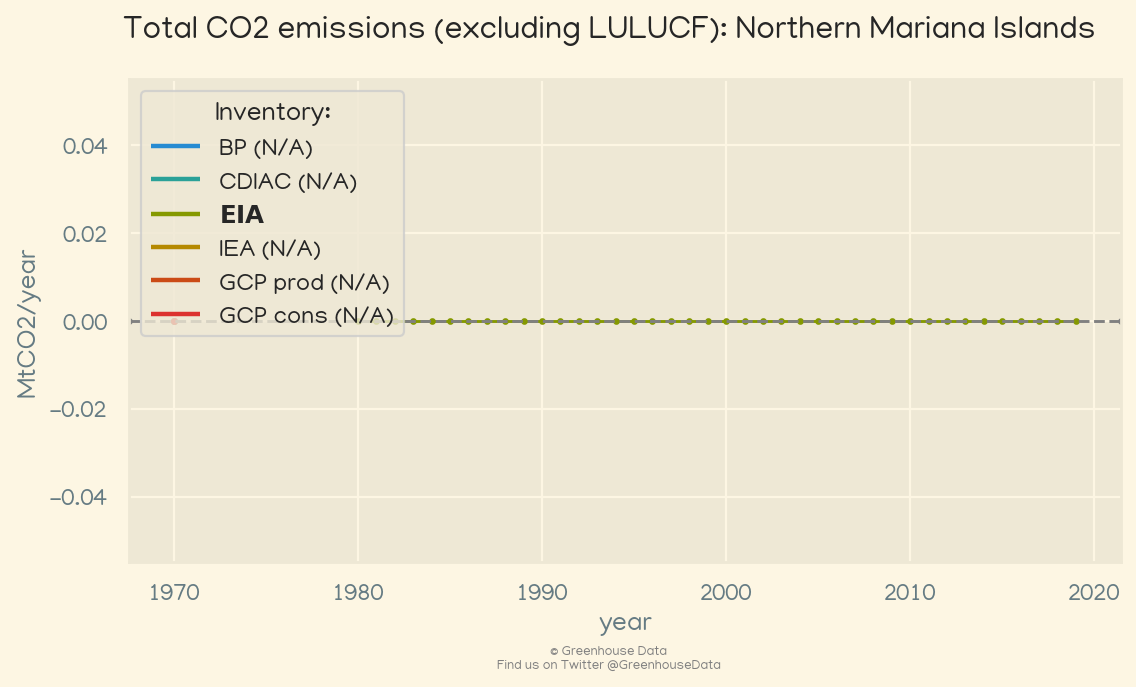 Total CO2 emissions (excluding LULUCF): Northern Mariana Islands
Inventory:
BP (N/A)
CDIAC (N/A)
EIA
IEA (N/A)
GCP prod (N/A)
GCP cons (N/A)
0.04
0.02
0.00
−0.02
−0.04
MtCO2/year
1970 1980 1990 2000 2010 2020
year
© Greenhouse Data
Find us on Twitter @GreenhouseData